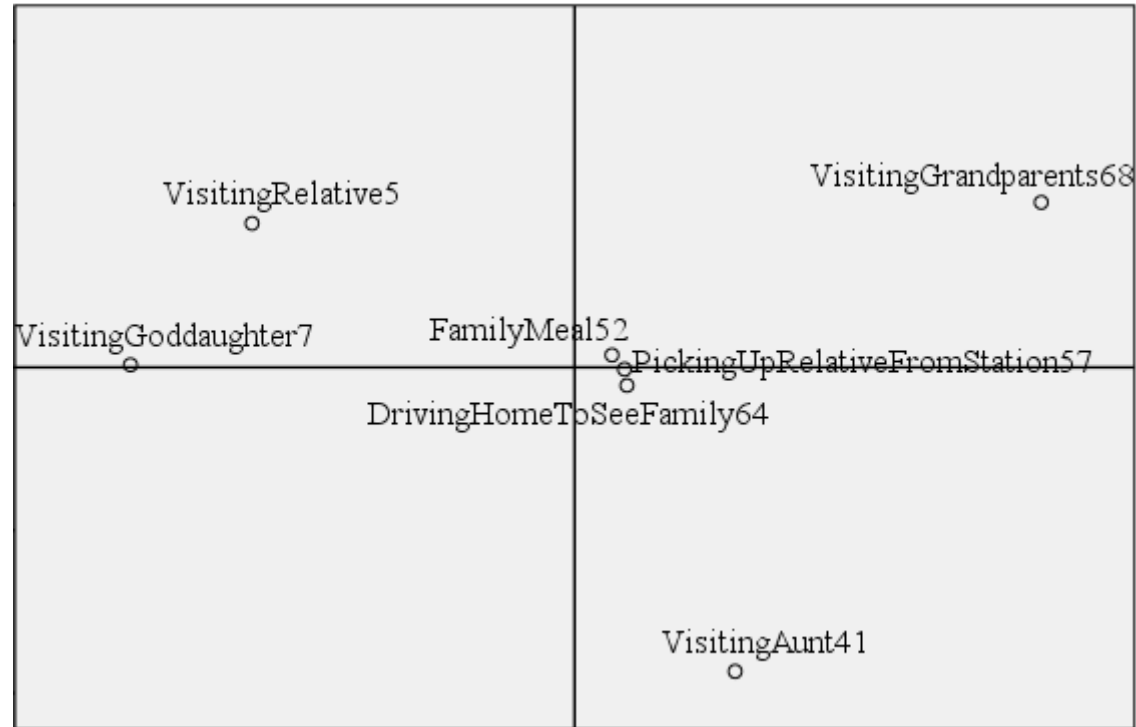 VisitingGrandparents68
VisitingRelative5
FamilyMeal52
VisitingGoddaughter7
PickingUpRelativeFromStation57
DrivingHomeToSeeFamily64
VisitingAunt41